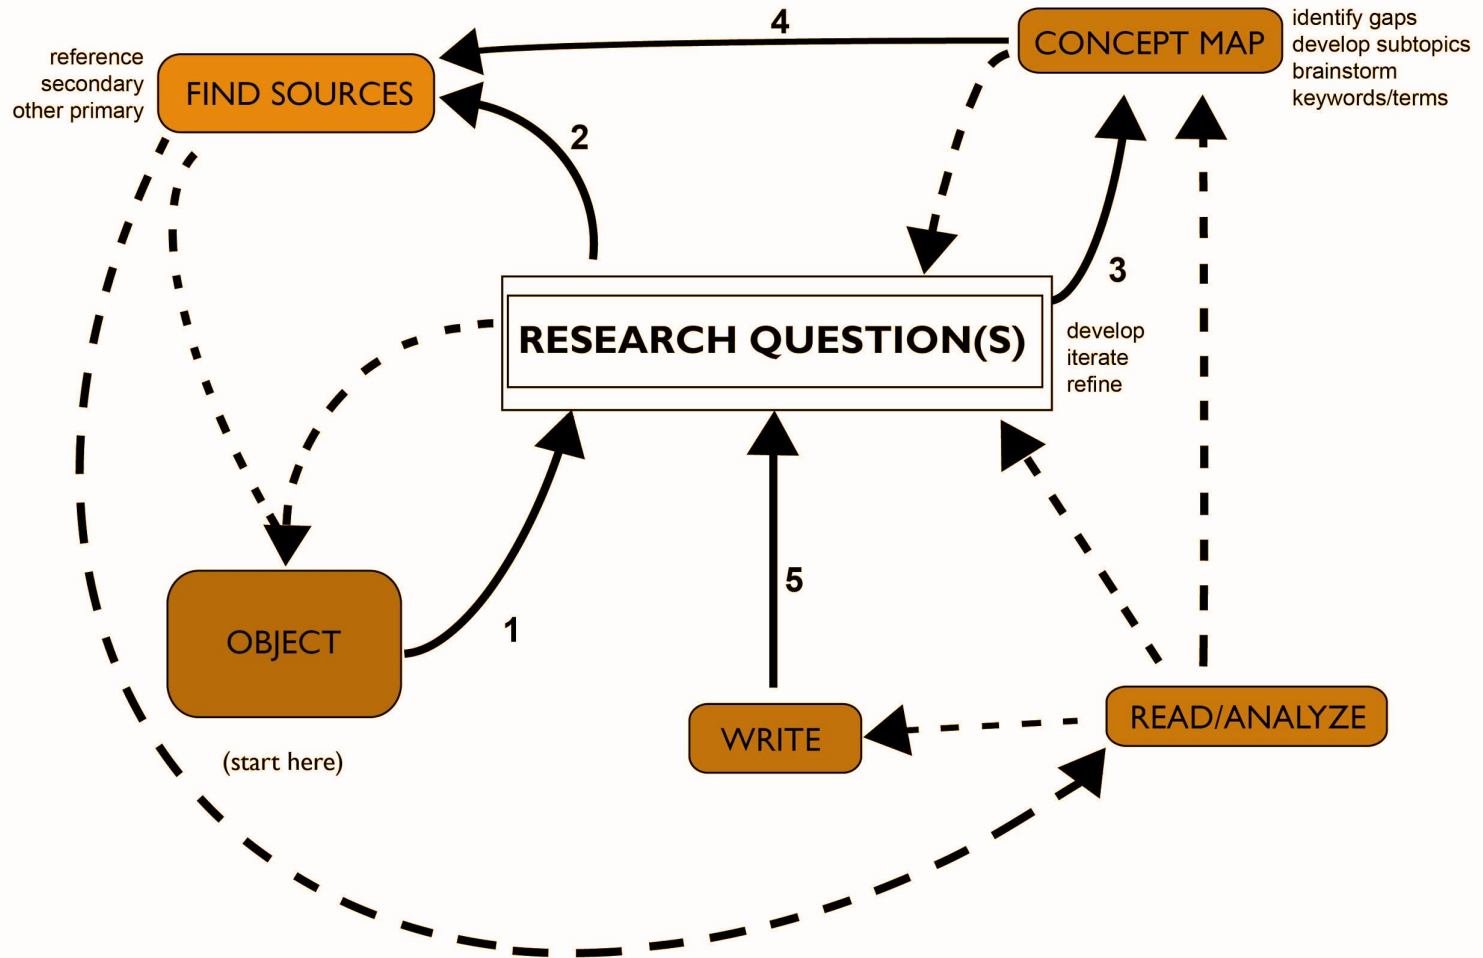 4
CONCEPT MAP
identify gaps
develop subtopics
brainstorm
keywords/terms
reference
secondary
other primary
FIND SOURCES
2
3
RESEARCH QUESTION(S)
develop
iterate
refine
1
5
OBJECT
(start here)
WRITE
READ/ANALYZE